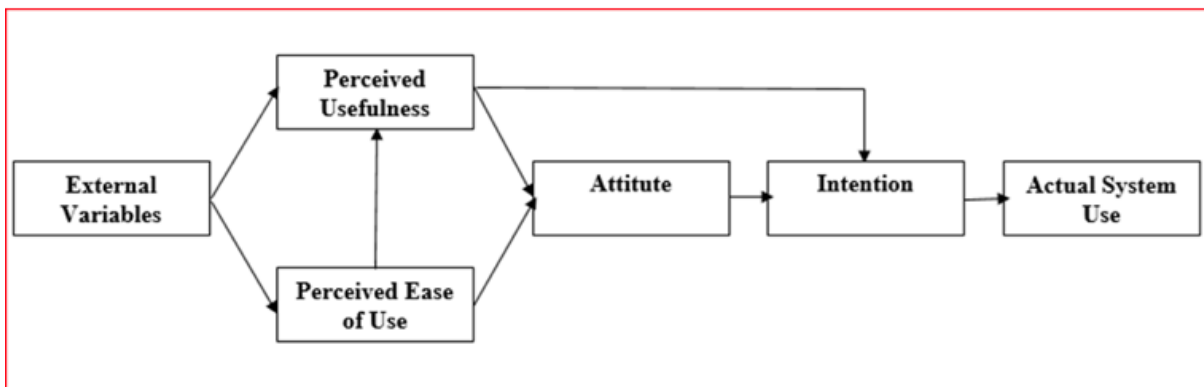 Perceived
Usefulness
External
Variables
Attitute
Intention
Actual System
Use
Perceived Ease
of Use